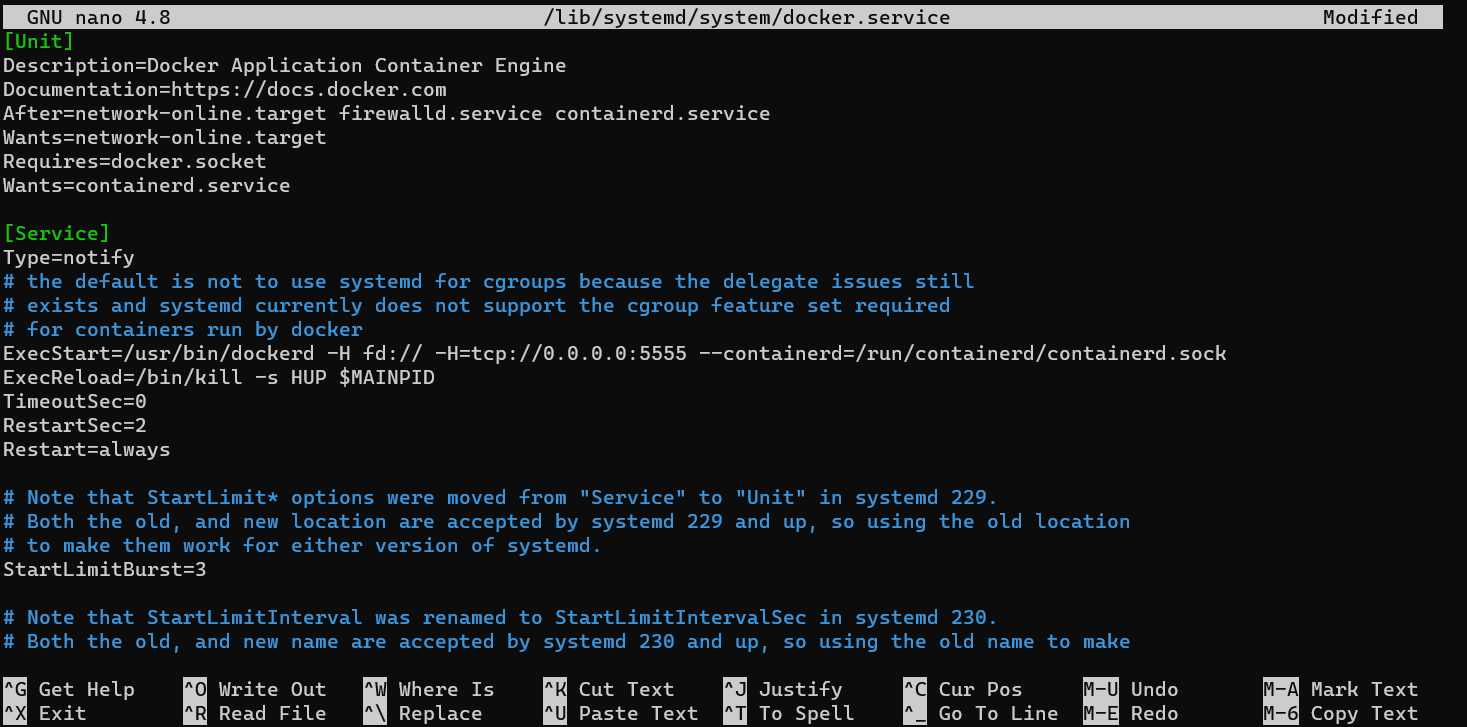 GNU nano 4.8 /lib/systemd/system/docker.service Modified
[Unit]
Description=Docker Application Container Engine
Documentation=https://docs.docker.com
After=network-online.target firewalld.service containerd.service
Wants=network-online.target
Requires=docker.socket
Wants=containerd.service
[Service]
Type=notify
# the default is not to use systemd for cgroups because the delegate issues still
# exists and systemd currently does not support the cgroup feature set required
# for containers run by docker
ExecStart=/usr/bin/dockerd -H fd:// -H=tcp://0.0.0.0:5555 --containerd=/run/containerd/containerd.sock
ExecReload=/bin/kill -s HUP $MAINPID
TimeoutSec=0
RestartSec=2
Restart=always
# Note that StartLimit* options were moved from "Service" to "Unit" in systemd 229.
# Both the old, and new location are accepted by systemd 229 and up, so using the old location
# to make them work for either version of systemd.
StartLimitBurst=3
# Note that StartLimitInterval was renamed to StartLimitIntervalSec in systemd 230.
# Both the old, and new name are accepted by systemd 230 and up, so using the old name to make
^G Get Help ^O Write Out ^W Where Is ^K Cut Text ^J Justify ^C Cur Pos M-U Undo M-A Mark Text
^X Exit ^R Read File ^\ Replace ^U Paste Text ^T To Spell ^_ Go To Line M-E Redo M-6 Copy Text